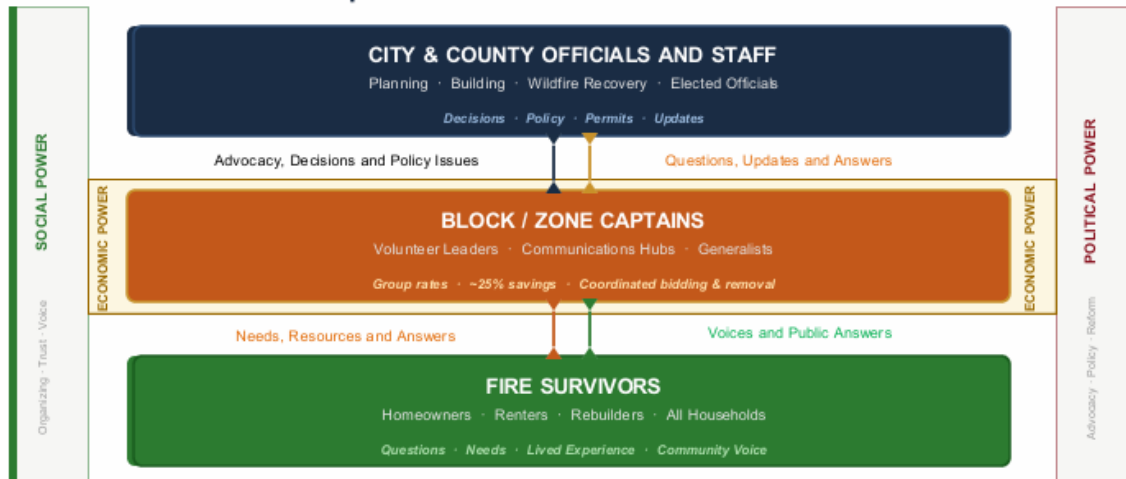 CITY & COUNTY OFFICIALS AND STAFF
Planning · Building · Wildfire Recovery · Elected Officials
Decisions · Policy · Permits · Updates
Advocacy, Decisions and Policy Issues
Questions, Updates and Answers
BLOCK / ZONE CAPTAINS
Volunteer Leaders · Communications Hubs · Generalists
Group rates · ~25% savings · Coordinated bidding & removal
Needs, Resources and Answers
Voices and Public Answers
FIRE SURVIVORS
Homeowners · Renters · Rebuilders · All Households
Questions · Needs · Lived Experience · Community Voice
SOCIAL POWER
Organizing · Trust · Voice
ECONOMIC POWER
ECONOMIC POWER
POLITICAL POWER
Advocacy · Policy · Reform